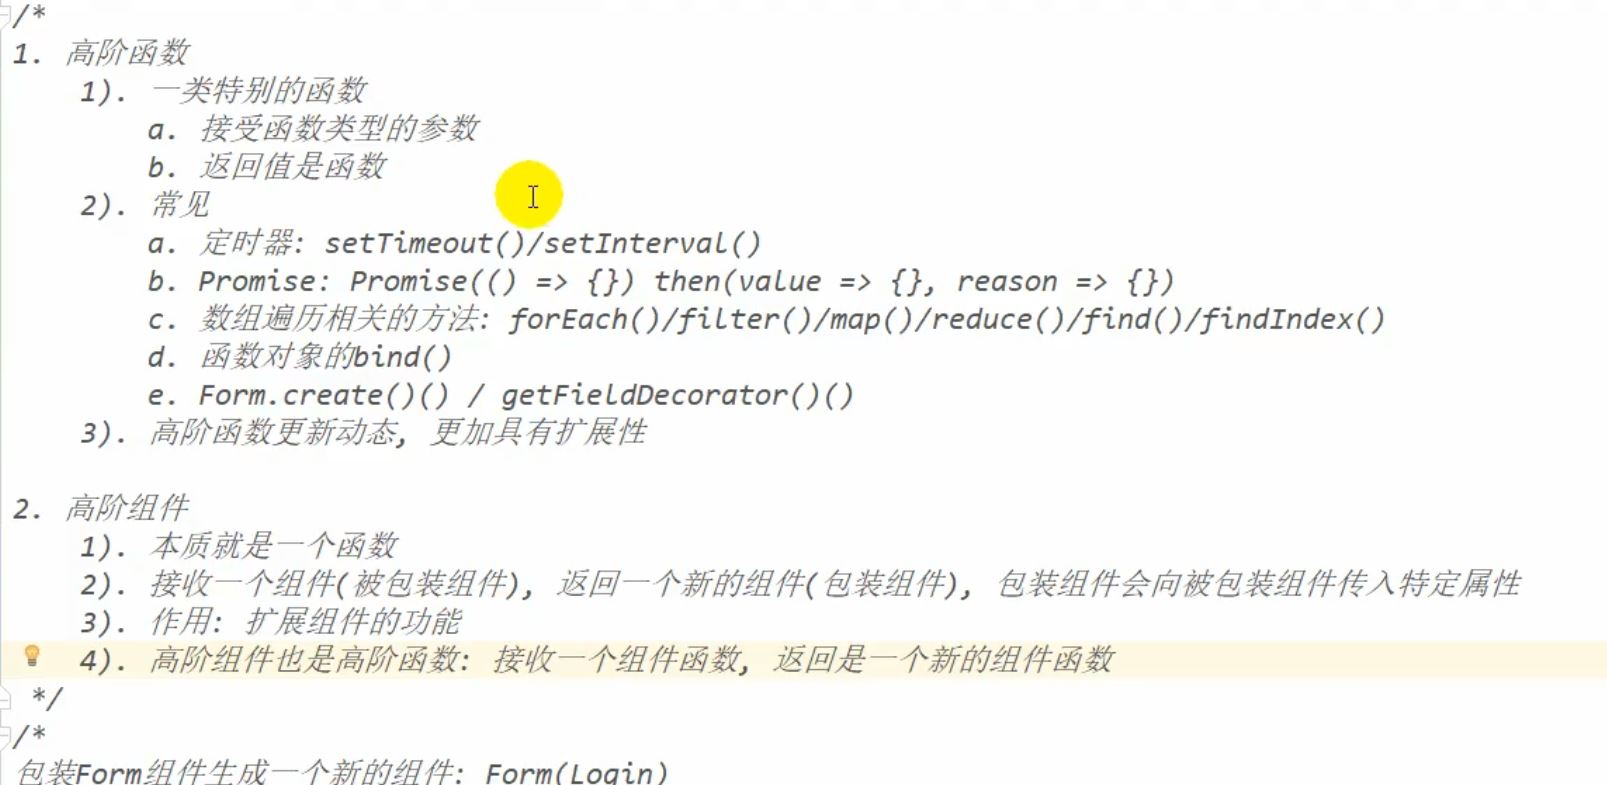 /*
1. 高阶函数
1). 一类特别的函数
a. 接受函数类型的参数
b. 返回值是函数
2). 常见
a. 定时器: setTimeout()/setInterval()
b. Promise: Promise(() => {}) then(value => {}, reason => {})
c. 数组遍历相关的方法: forEach()/filter()/map()/reduce()/find()/findIndex()
d. 函数对象的bind()
e. Form.create()() / getFieldDecorator()()
3). 高阶函数更新动态, 更加具有扩展性
2. 高阶组件
1). 本质就是一个函数
2). 接收一个组件(被包装组件), 返回一个新的组件(包装组件), 包装组件会向被包装组件传入特定属性
3). 作用: 扩展组件的功能
4). 高阶组件也是高阶函数: 接收一个组件函数, 返回是一个新的组件函数
*/
/*
包装Form组件生成一个新的组件: Form(Login)